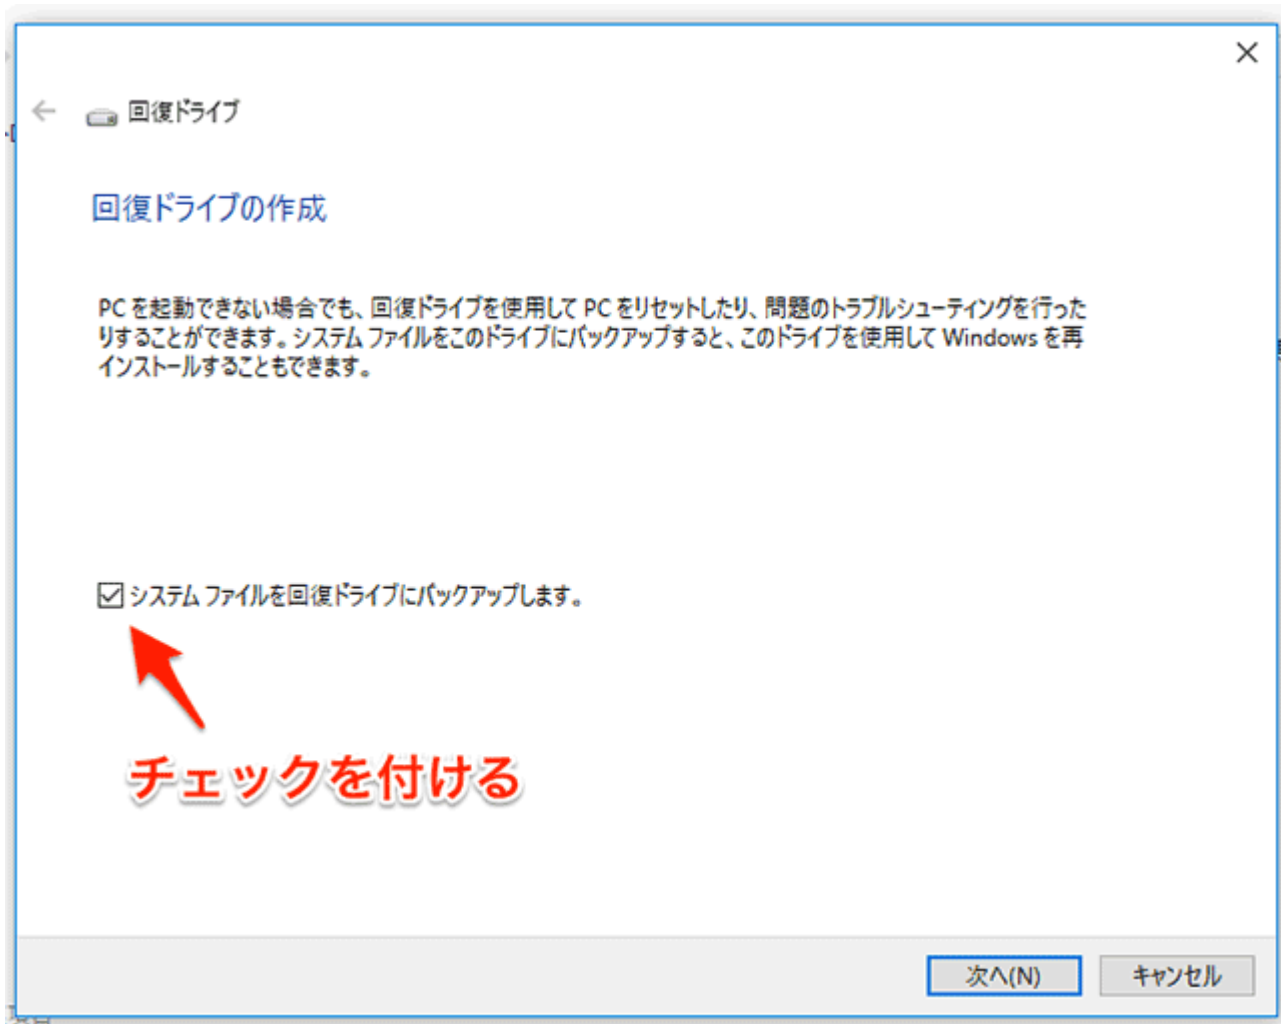 回復ドライブ
回復ドライブの作成
PC を起動できない場合でも、回復ドライブを使用して PC をリセットしたり、問題のトラブルシューティングを行った
りすることができます。システム ファイルをこのドライブにバックアップすると、このドライブを使用して Windows を再
インストールすることもできます。
システム ファイルを回復ドライブにバックアップします。
チェックを付ける
次へ(N)
キャンセル